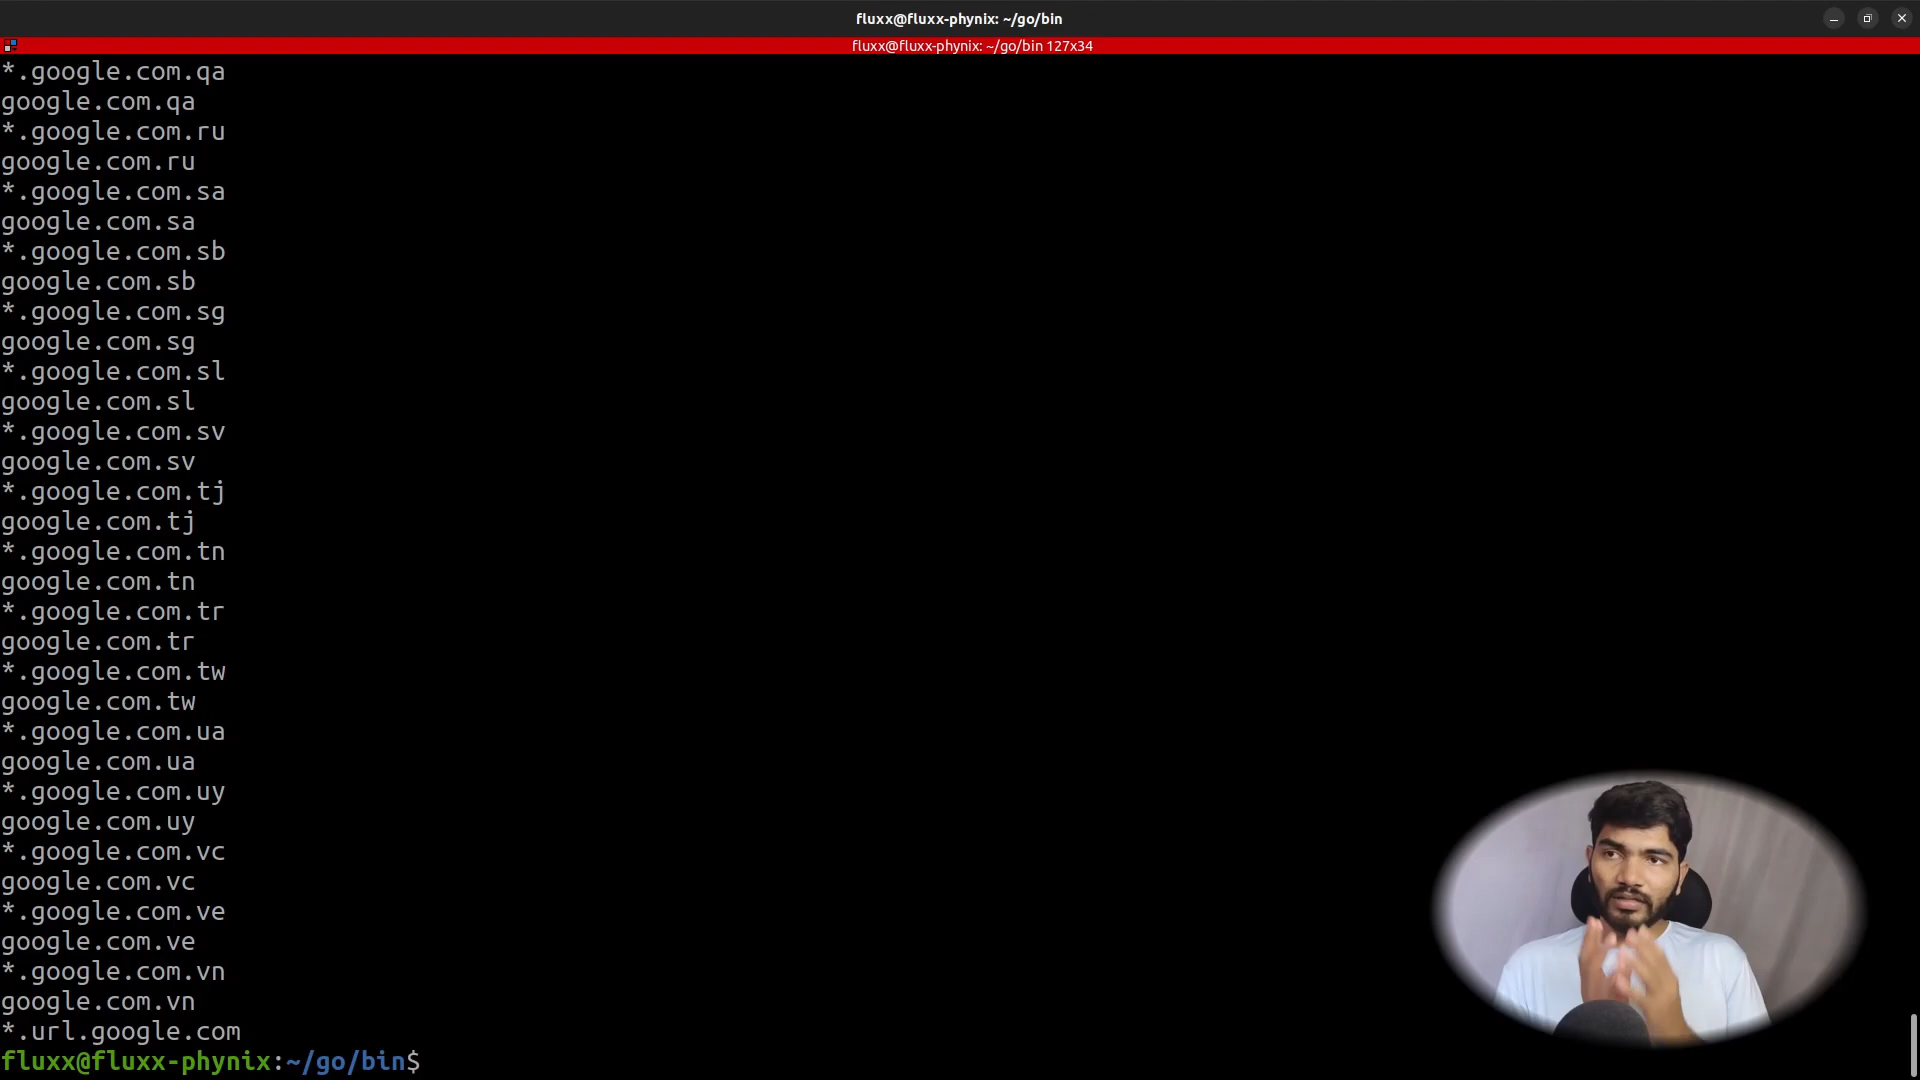 fluxx@fluxx-phynix: ~/go/bin
fluxx@fluxx-phynix: ~/go/bin 127x34
*.google.com.qa
google.com.qa
*.google.com.ru
google.com.ru
*.google.com.sa
google.com.sa
*.google.com.sb
google.com.sb
*.google.com.sg
google.com.sg
*.google.com.sl
google.com.sl
*.google.com.sv
google.com.sv
*.google.com.tj
google.com.tj
*.google.com.tn
google.com.tn
*.google.com.tr
google.com.tr
*.google.com.tw
google.com.tw
*.google.com.ua
google.com.ua
*.google.com.uy
google.com.uy
*.google.com.vc
google.com.vc
*.google.com.ve
google.com.ve
*.google.com.vn
google.com.vn
*.url.google.com
fluxx@fluxx-phynix:~/go/bin$